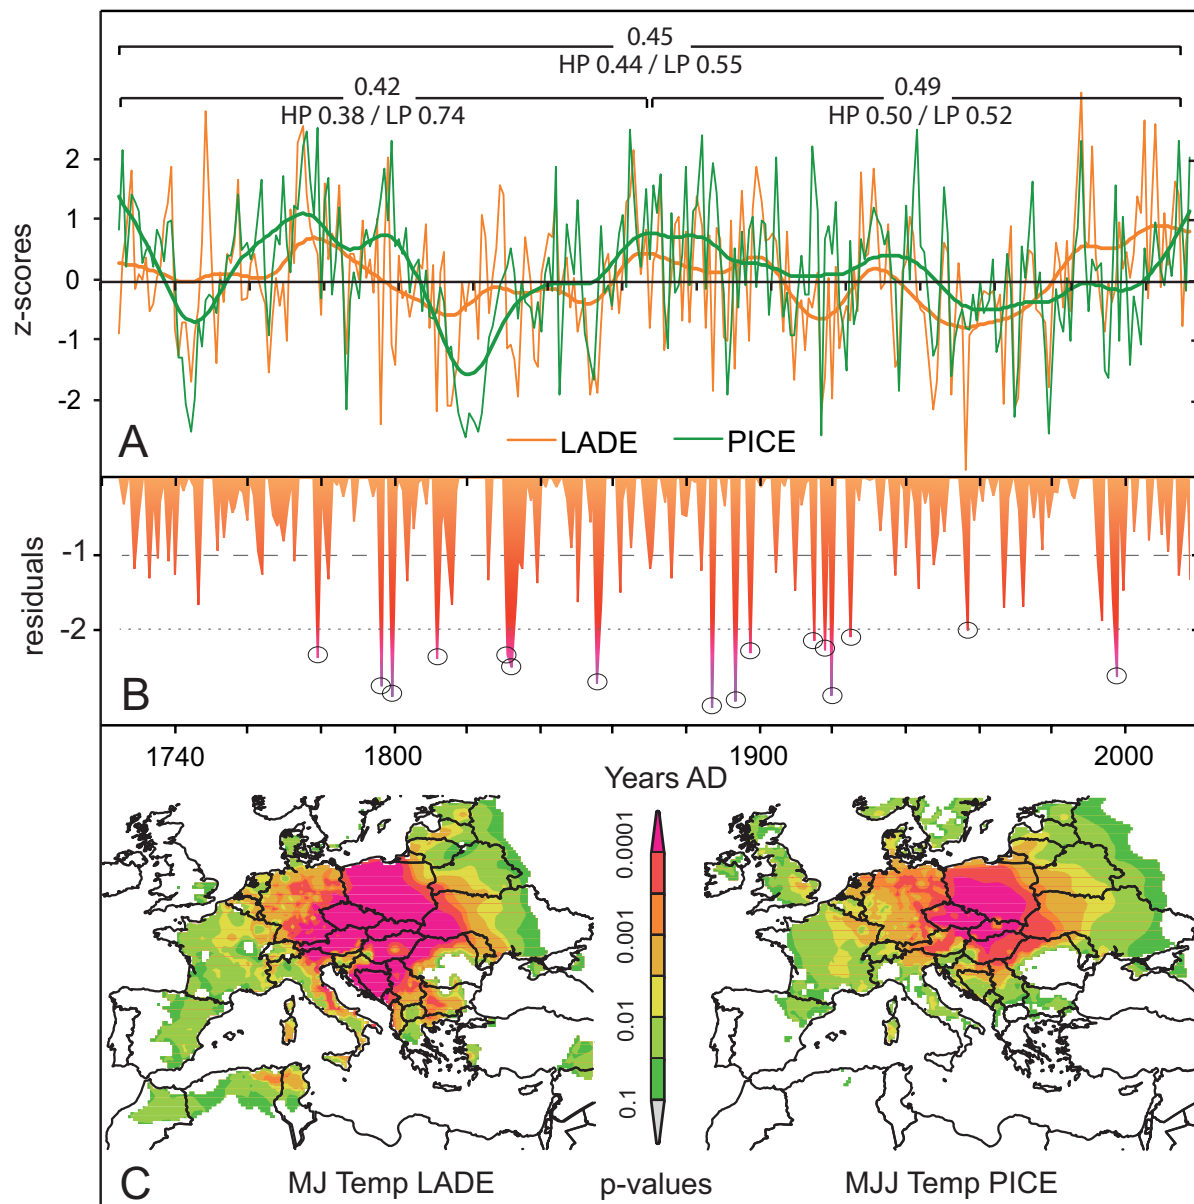 0.45
HP 0.44 / LP 0.55
0.42
HP 0.38 / LP 0.74
0.49
HP 0.50 / LP 0.52
z-scores
2
1
0
-1
-2
A
LADE
PICE
residuals
-1
-2
B
1740
1800
1900
2000
Years AD
0.0001
0.001
0.01
0.1
C
MJ Temp LADE
p-values
MJJ Temp PICE